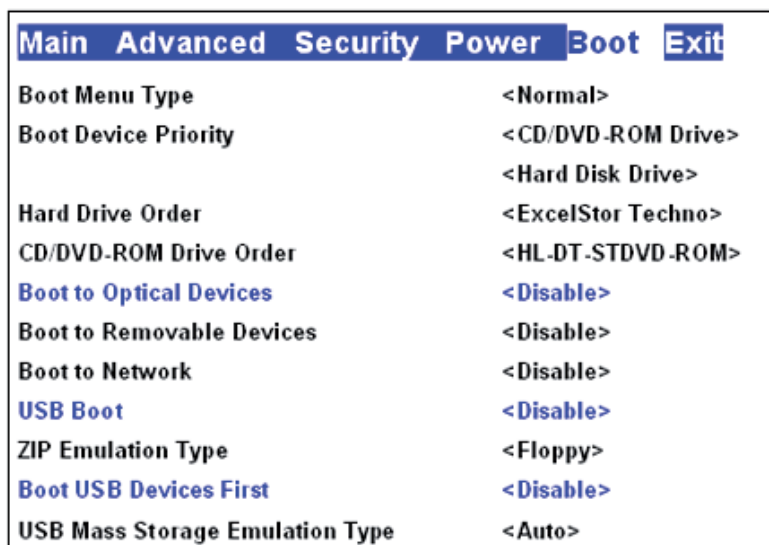 Main Advanced Security Power Boot Exit
Boot Menu Type <Normal>
Boot Device Priority <CD/DVD-ROM Drive>
<Hard Disk Drive>
Hard Drive Order <ExcelStor Techno>
CD/DVD-ROM Drive Order <HL-DT-STDVD-ROM>
Boot to Optical Devices <Disable>
Boot to Removable Devices <Disable>
Boot to Network <Disable>
USB Boot <Disable>
ZIP Emulation Type <Floppy>
Boot USB Devices First <Disable>
USB Mass Storage Emulation Type <Auto>